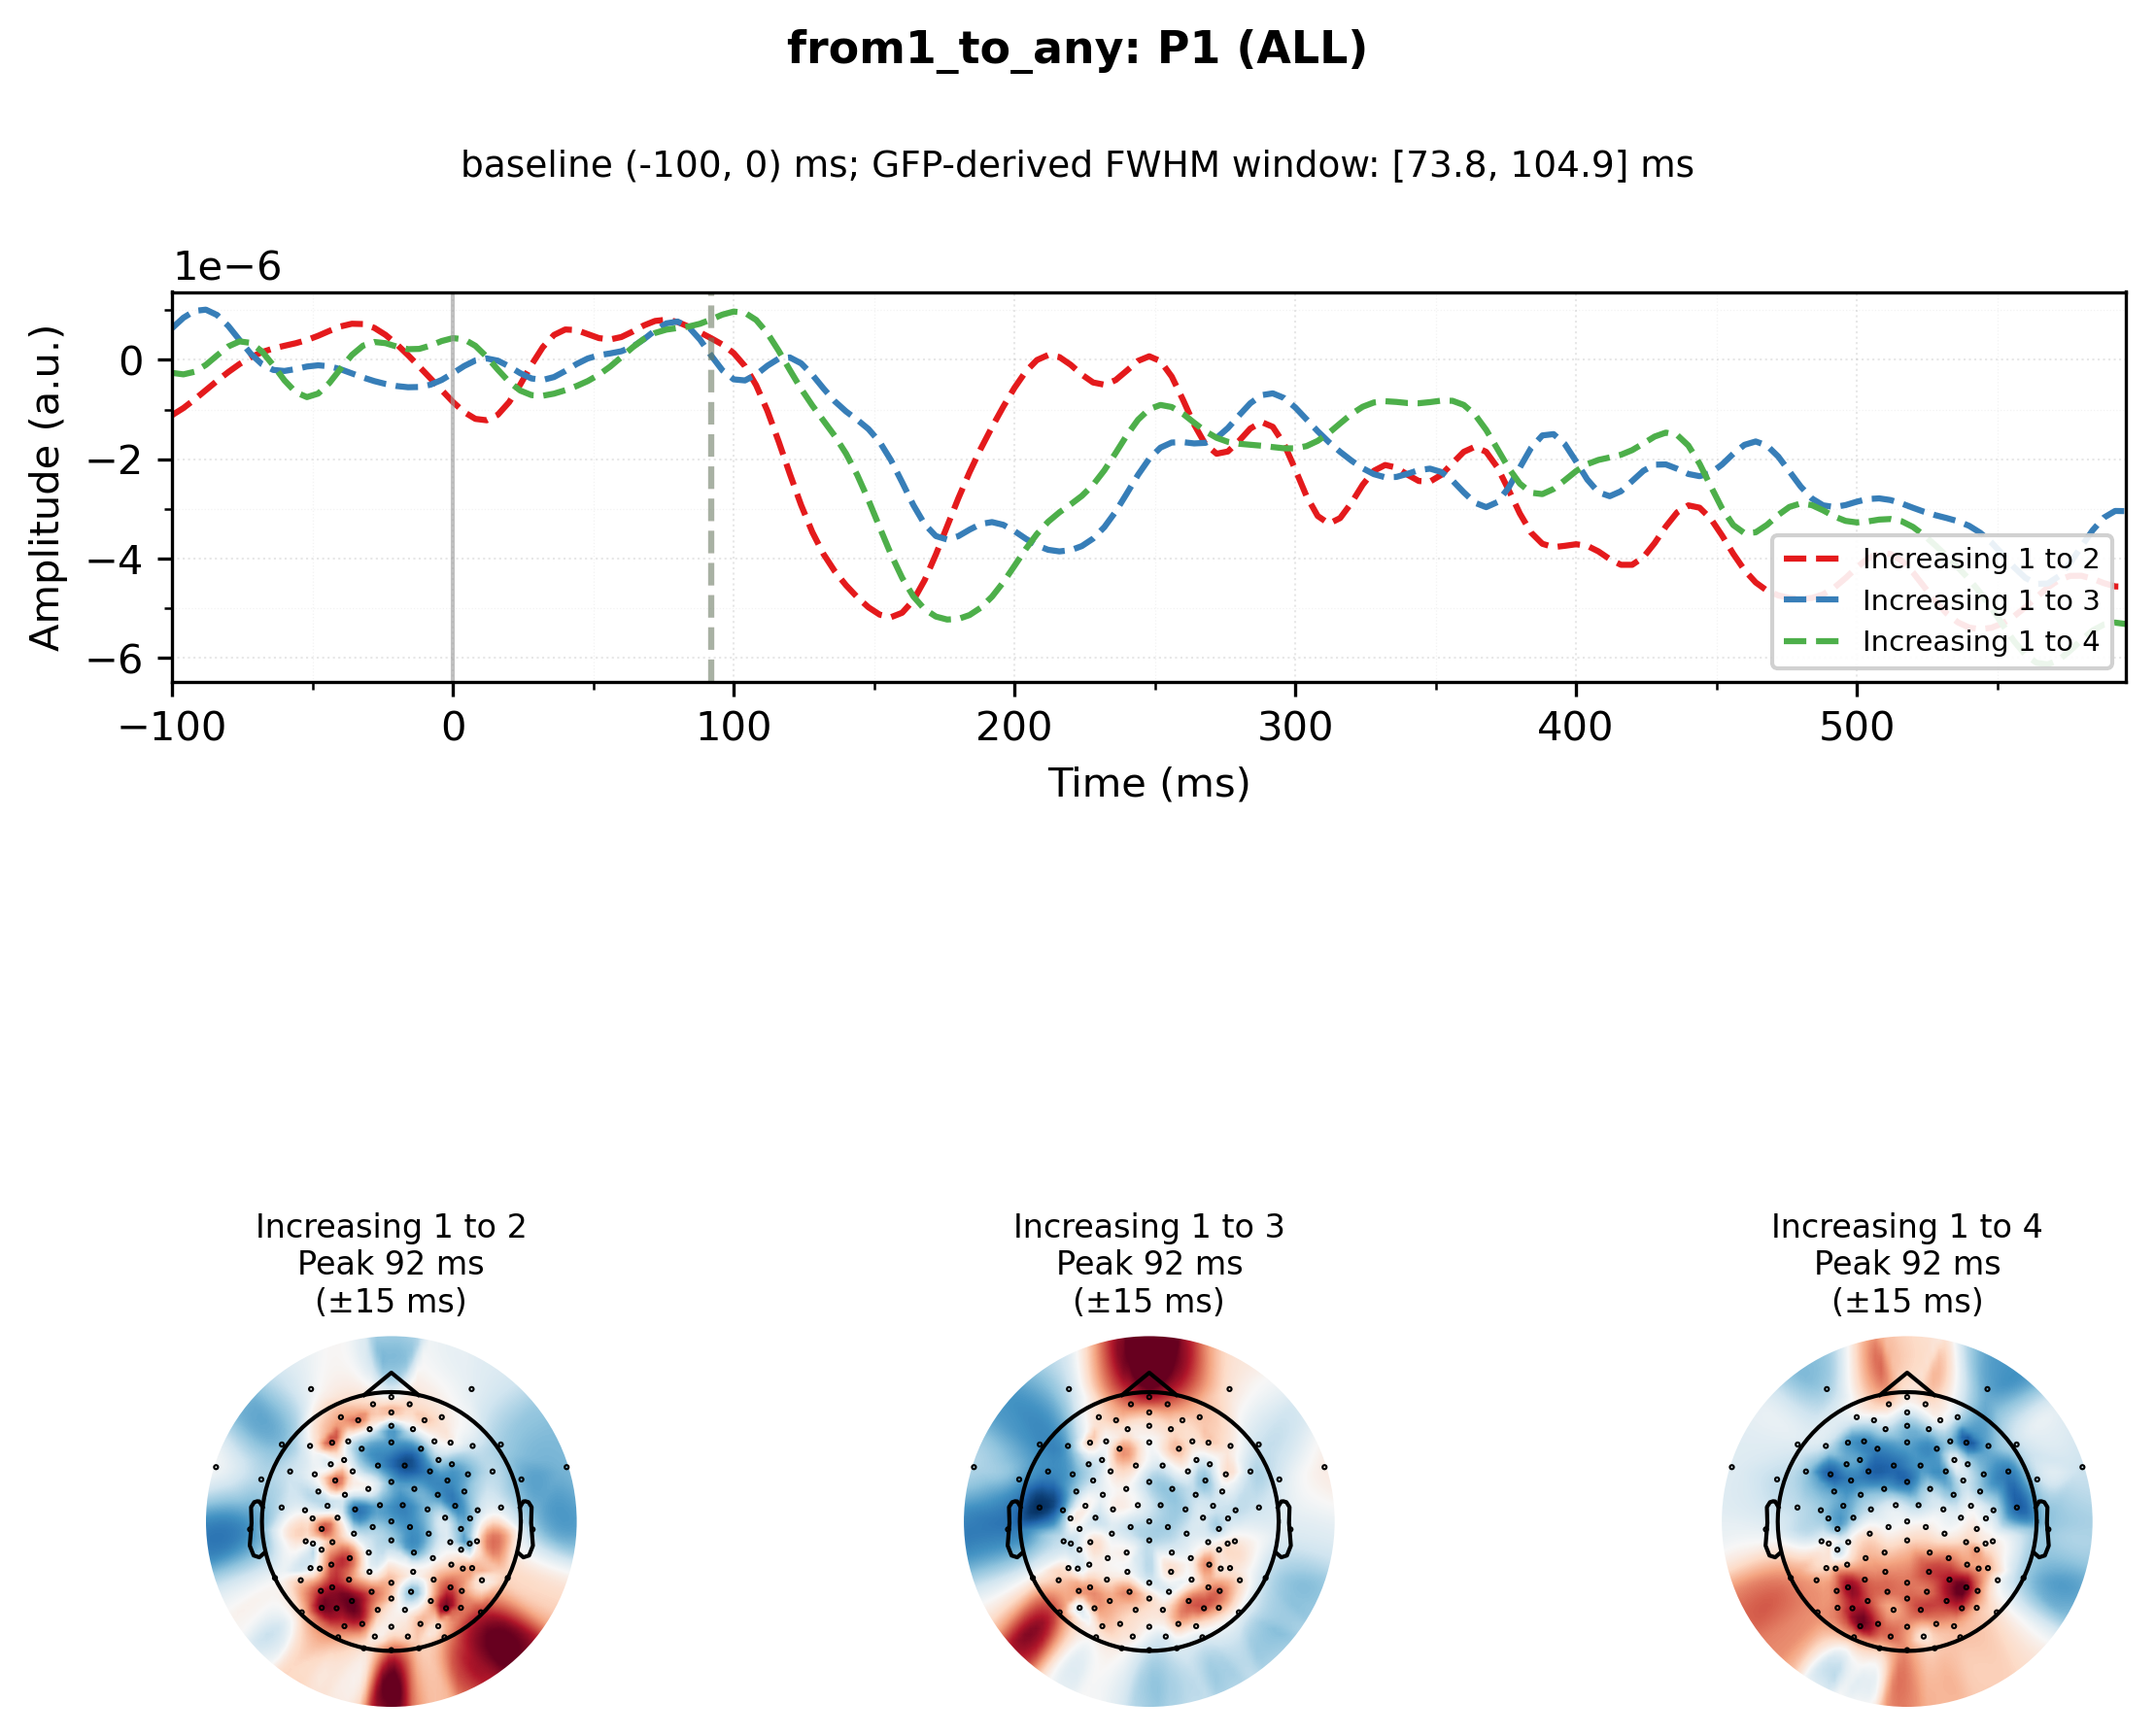 from1_to_any: P1 (ALL)
baseline (-100, 0) ms; GFP-derived FWHM window: [73.8, 104.9] ms
1e−6
Amplitude (a.u.)
0
−2
−4
−6
Increasing 1 to 2
Increasing 1 to 3
Increasing 1 to 4
−100 0 100 200 300 400 500
Time (ms)
Increasing 1 to 2
Peak 92 ms
(±15 ms)
Increasing 1 to 3
Peak 92 ms
(±15 ms)
Increasing 1 to 4
Peak 92 ms
(±15 ms)